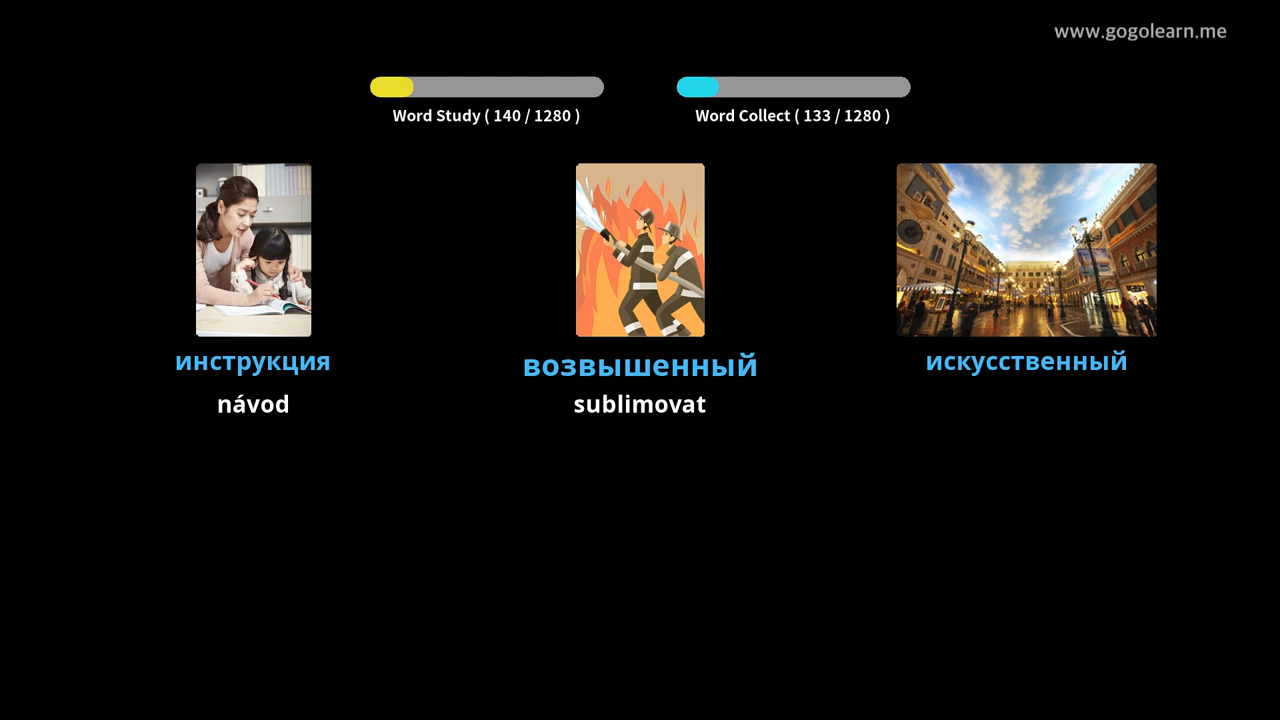 www.gogolearn.me
Word Study ( 140 / 1280 )
Word Collect ( 133 / 1280 )
инструкция
návod
возвышенный
sublimovat
искусственный